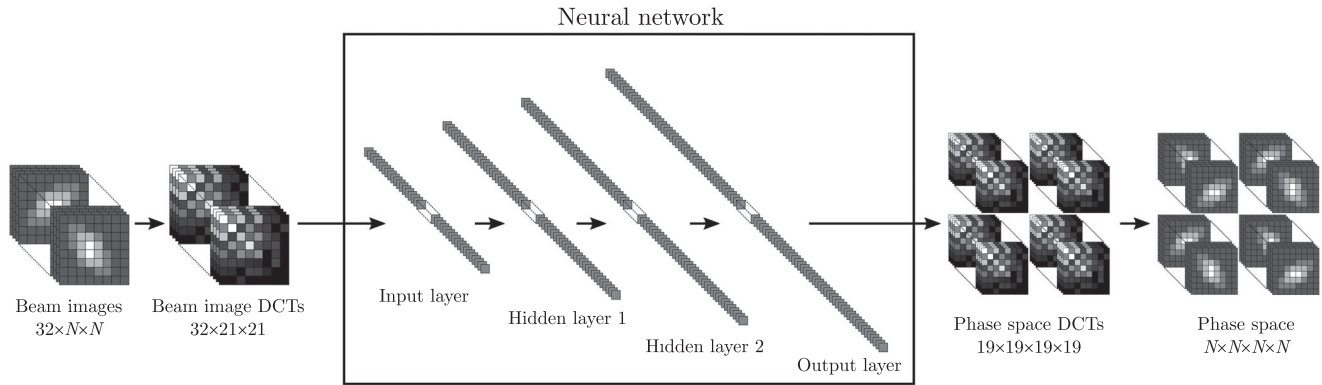 Neural network
Beam images
32×N×N
Beam image DCTs
32×21×21
Input layer
Hidden layer 1
Hidden layer 2
Output layer
Phase space DCTs
19×19×19×19
Phase space
N×N×N×N